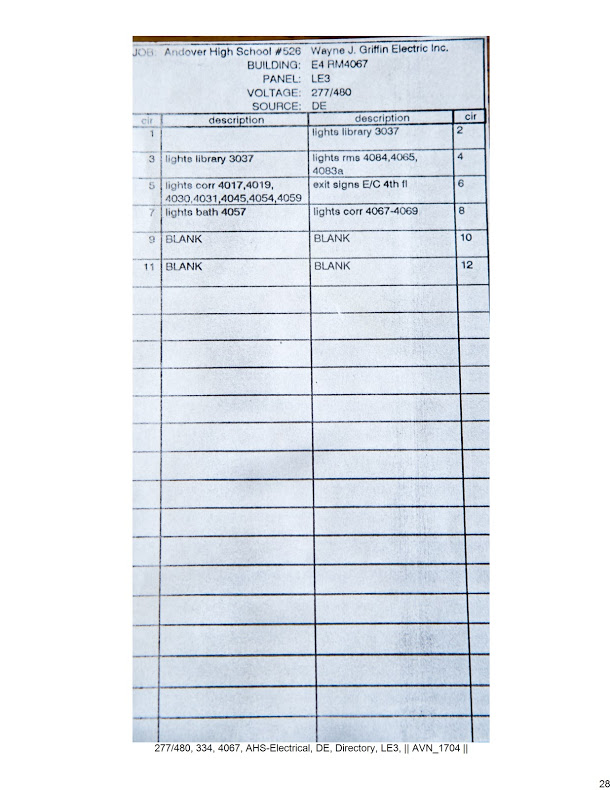 JOB: Andover High School #526 Wayne J. Griffin Electric Inc.
BUILDING: E4 RM4067
PANEL: LE3
VOLTAGE: 277/480
SOURCE: DE
cir description description cir
1 lights library 3037 2
3 lights library 3037 lights rms 4084,4065, 4
4083a
5 lights corr 4017,4019, exit signs E/C 4th fl 6
4030,4031,4045,4054,4059
7 lights bath 4057 lights corr 4067-4069 8
9 BLANK BLANK 10
11 BLANK BLANK 12
277/480, 334, 4067, AHS-Electrical, DE, Directory, LE3, || AVN_1704 ||
28